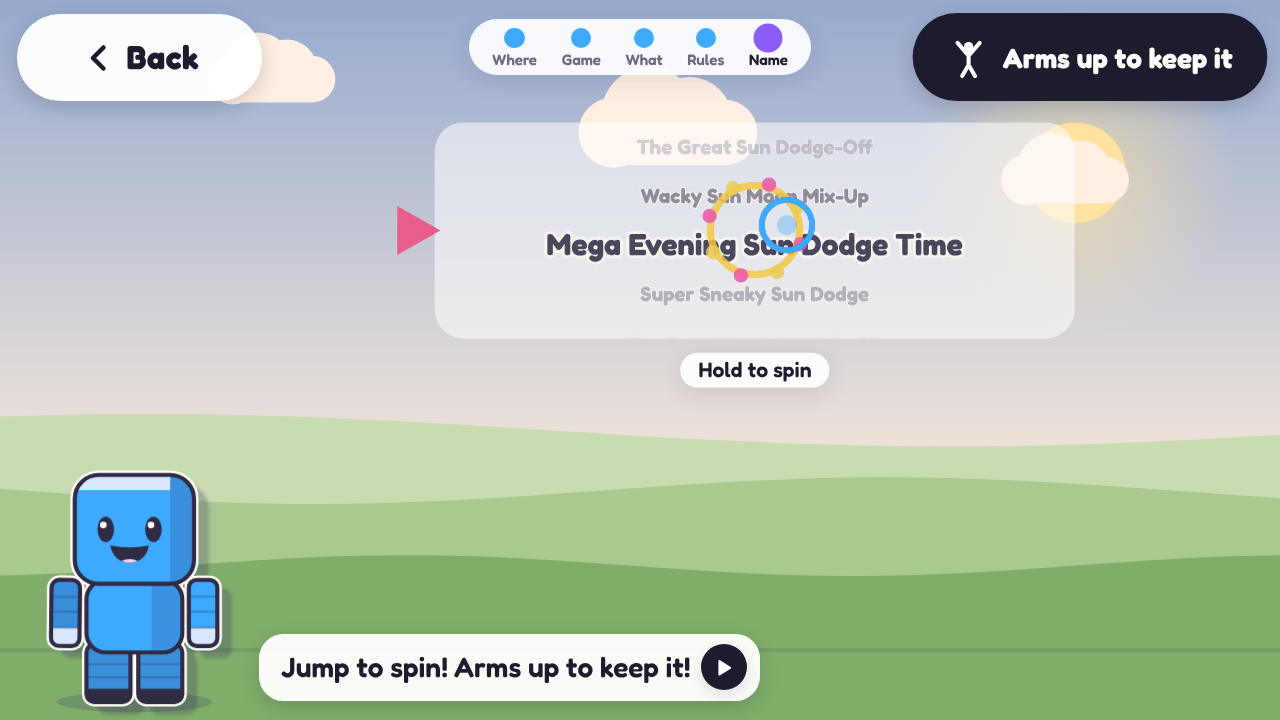 Back
Where
Game
What
Rules
Name
Arms up to keep it
The Great Sun Dodge-Off
Wacky Sun Moon Mix-Up
Mega Evening Sun Dodge Time
Super Sneaky Sun Dodge
Hold to spin
Jump to spin! Arms up to keep it!